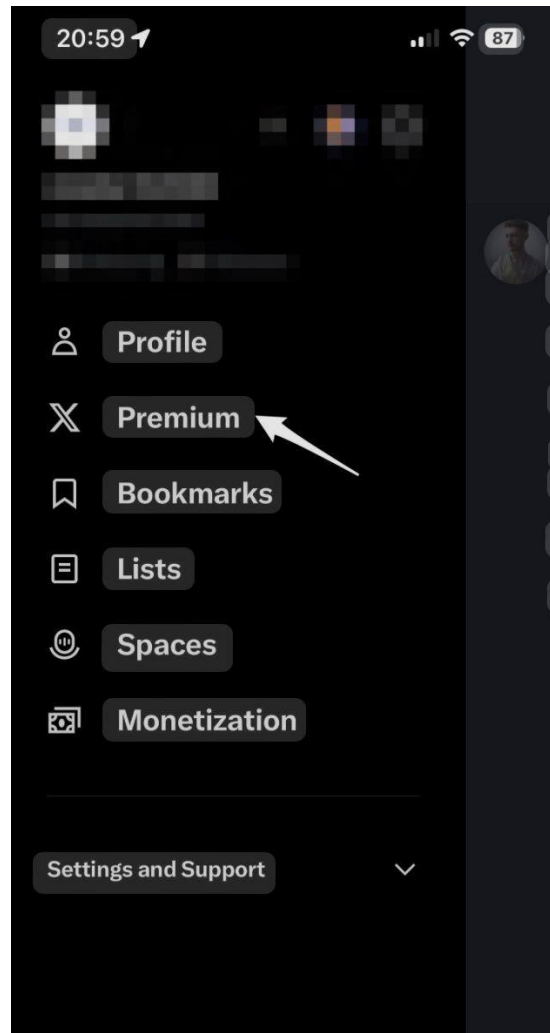 20:59
87
Profile
Premium
Bookmarks
Lists
Spaces
Monetization
Settings and Support